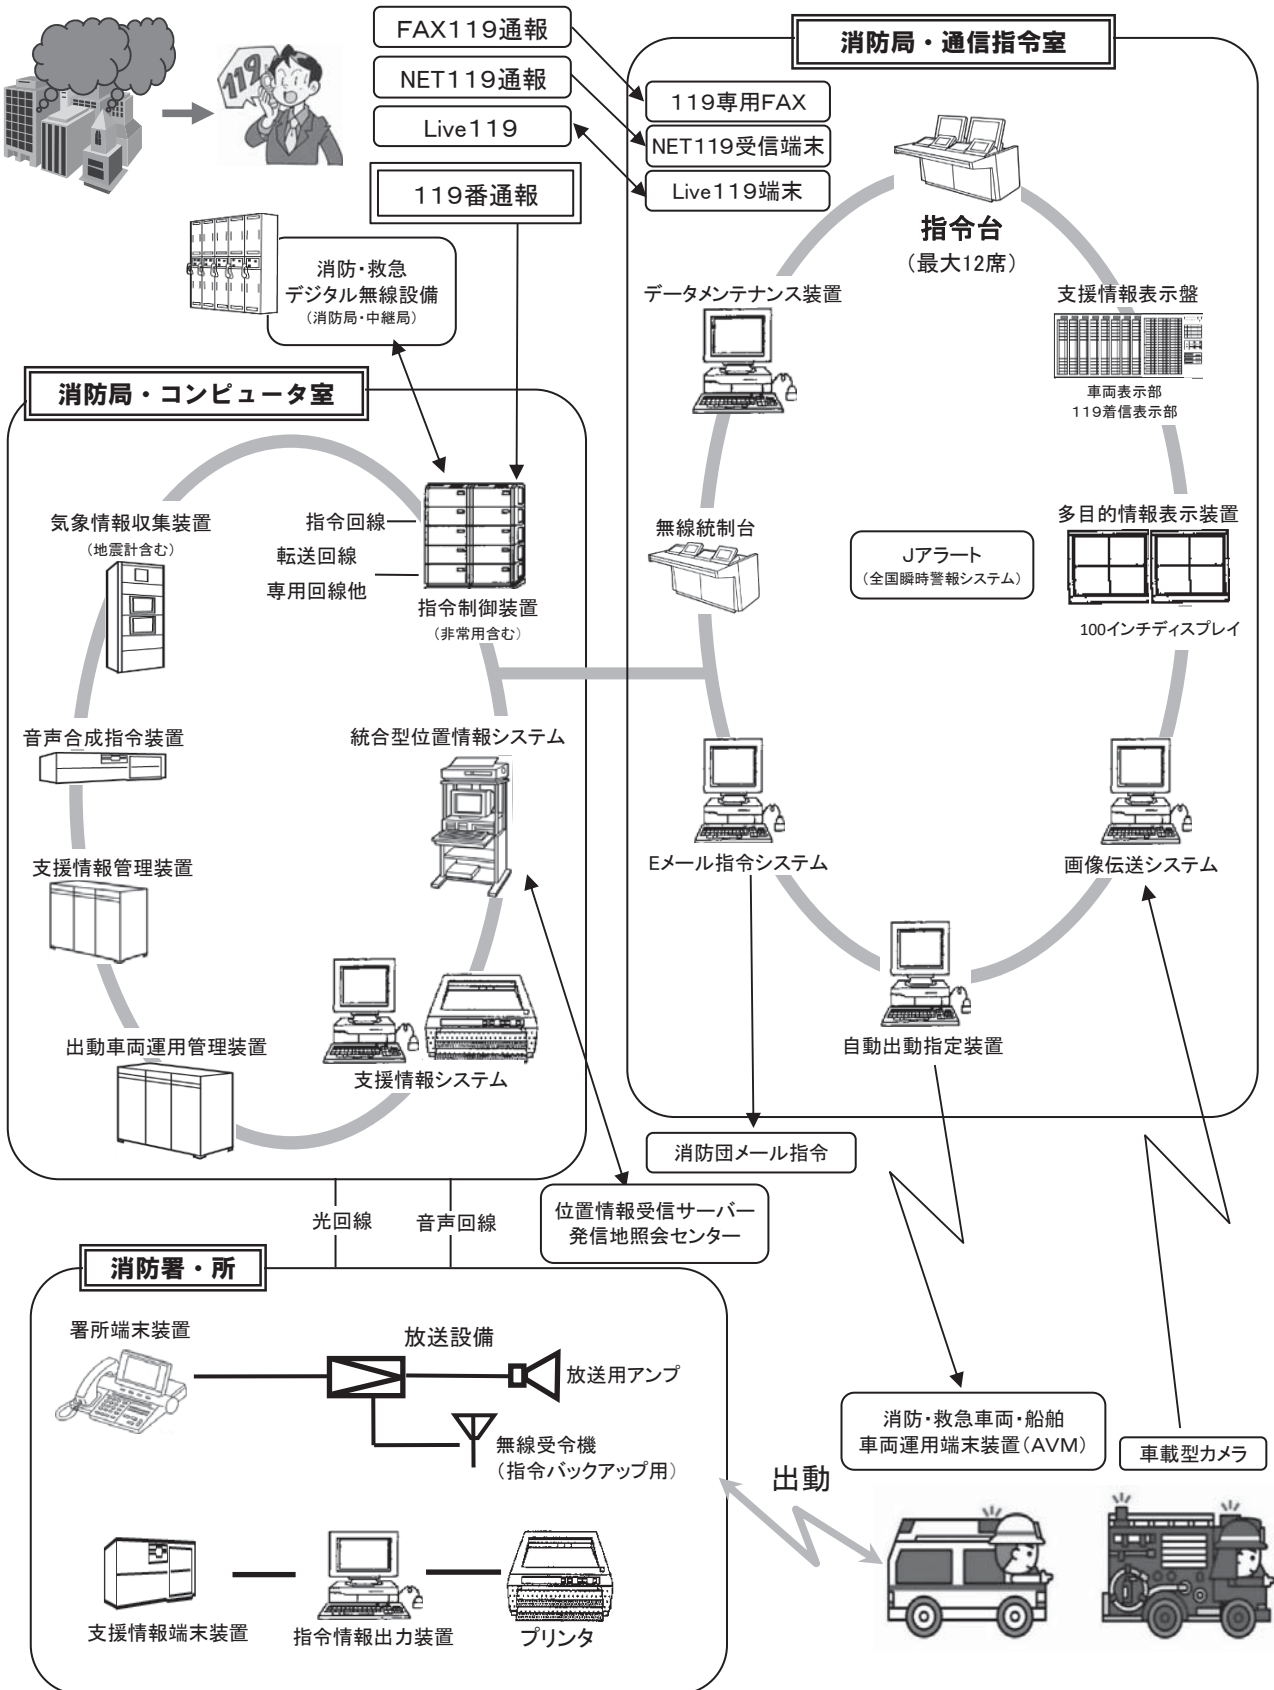 FAX119通報
NET119通報
Live119
119番通報
119
消防・救急
デジタル無線設備
(消防局・中継局)
消防局・通信指令室
119専用FAX
NET119受信端末
Live119端末
指令台
(最大12席)
データメンテナンス装置
支援情報表示盤
車両表示部
119着信表示部
無線統制台
Jアラート
(全国瞬時警報システム)
多目的情報表示装置
100インチディスプレイ
Eメール指令システム
画像伝送システム
自動出動指定装置
消防局・コンピュータ室
気象情報収集装置
(地震計含む)
指令回線
転送回線
専用回線他
指令制御装置
(非常用含む)
音声合成指令装置
統合型位置情報システム
支援情報管理装置
出動車両運用管理装置
支援情報システム
消防団メール指令
位置情報受信サーバー
発信地照会センター
光回線
音声回線
消防署・所
署所端末装置
放送設備
放送用アンプ
無線受令機
(指令バックアップ用)
支援情報端末装置
指令情報出力装置
プリンタ
出動
消防・救急車両・船舶
車両運用端末装置(AVM)
車載型カメラ